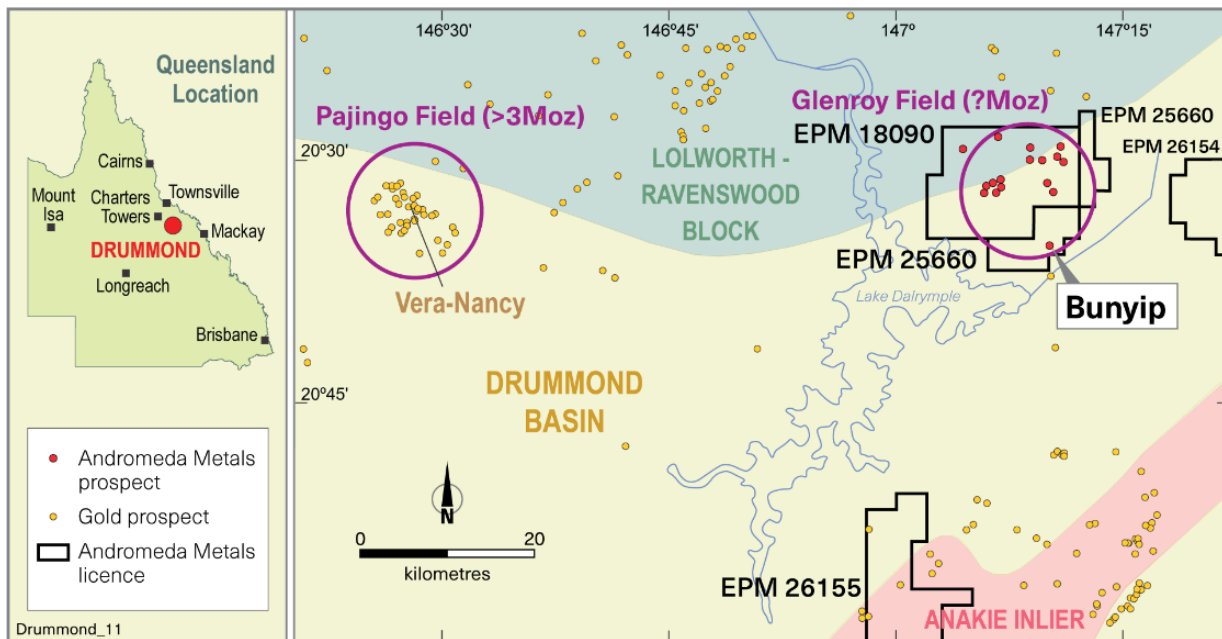 Queensland
Location
Cairns
Mount
Isa
Charters
Towers
Townsville
DRUMMOND
Mackay
Longreach
Brisbane
Andromeda Metals
prospect
Gold prospect
Andromeda Metals
licence
Drummond_11
146º30'
146º45'
147º
147º15'
20º30'
20º45'
Pajingo Field (>3Moz)
Glenroy Field (?Moz)
EPM 18090
EPM 25660
EPM 26154
LOLWORTH -
RAVENSWOOD
BLOCK
EPM 25660
Vera-Nancy
Lake Dalrymple
Bunyip
DRUMMOND
BASIN
N
0
20
kilometres
EPM 26155
ANAKIE INLIER